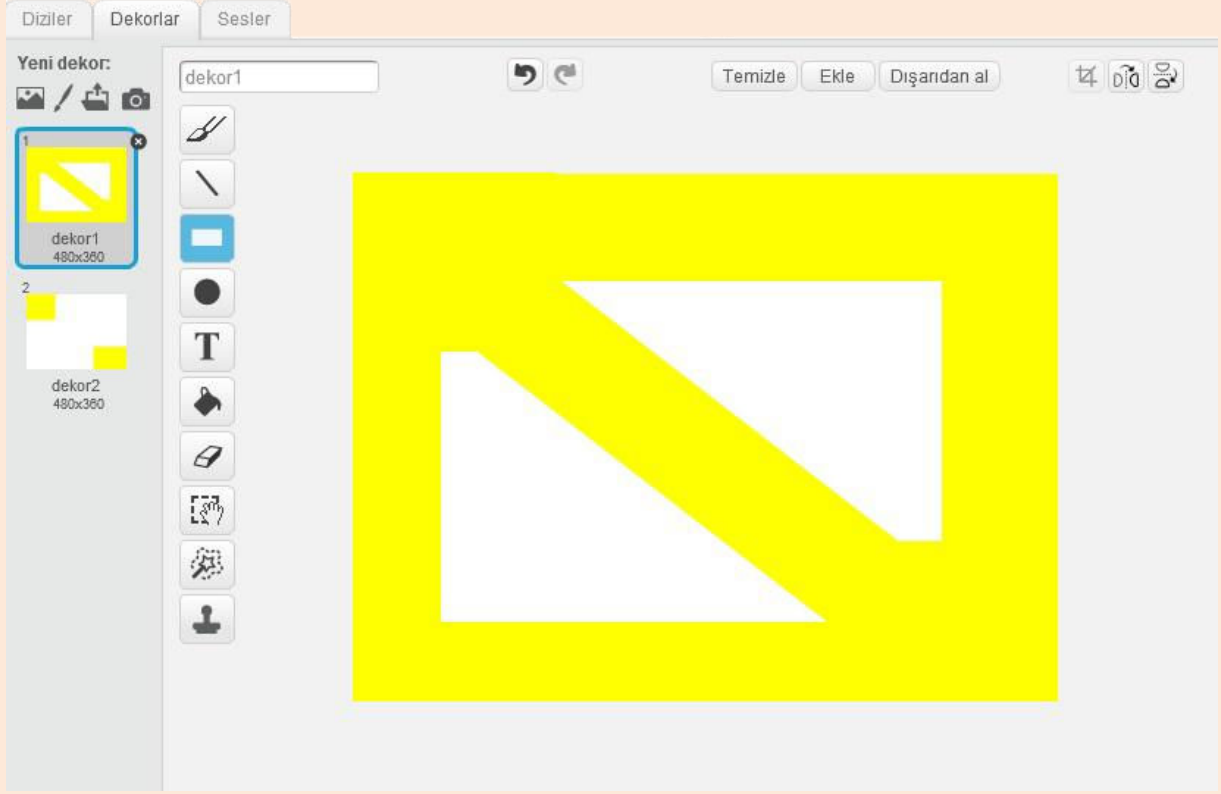 Diziler Dekorlar Sesler
Yeni dekor:
dekor1
Temizle Ekle Dışarıdan al
1
dekor1
480x360
2
dekor2
480x360
T